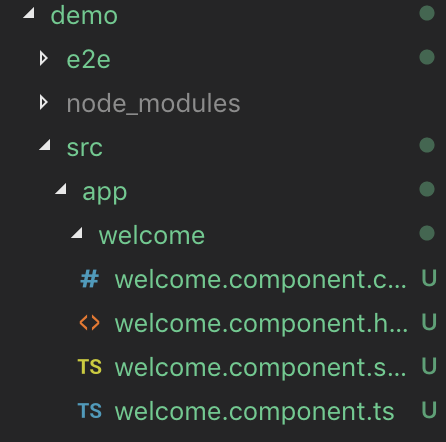 demo
e2e
node_modules
src
app
welcome
# welcome.component.c... U
<> welcome.component.h... U
TS welcome.component.s... U
TS welcome.component.ts U